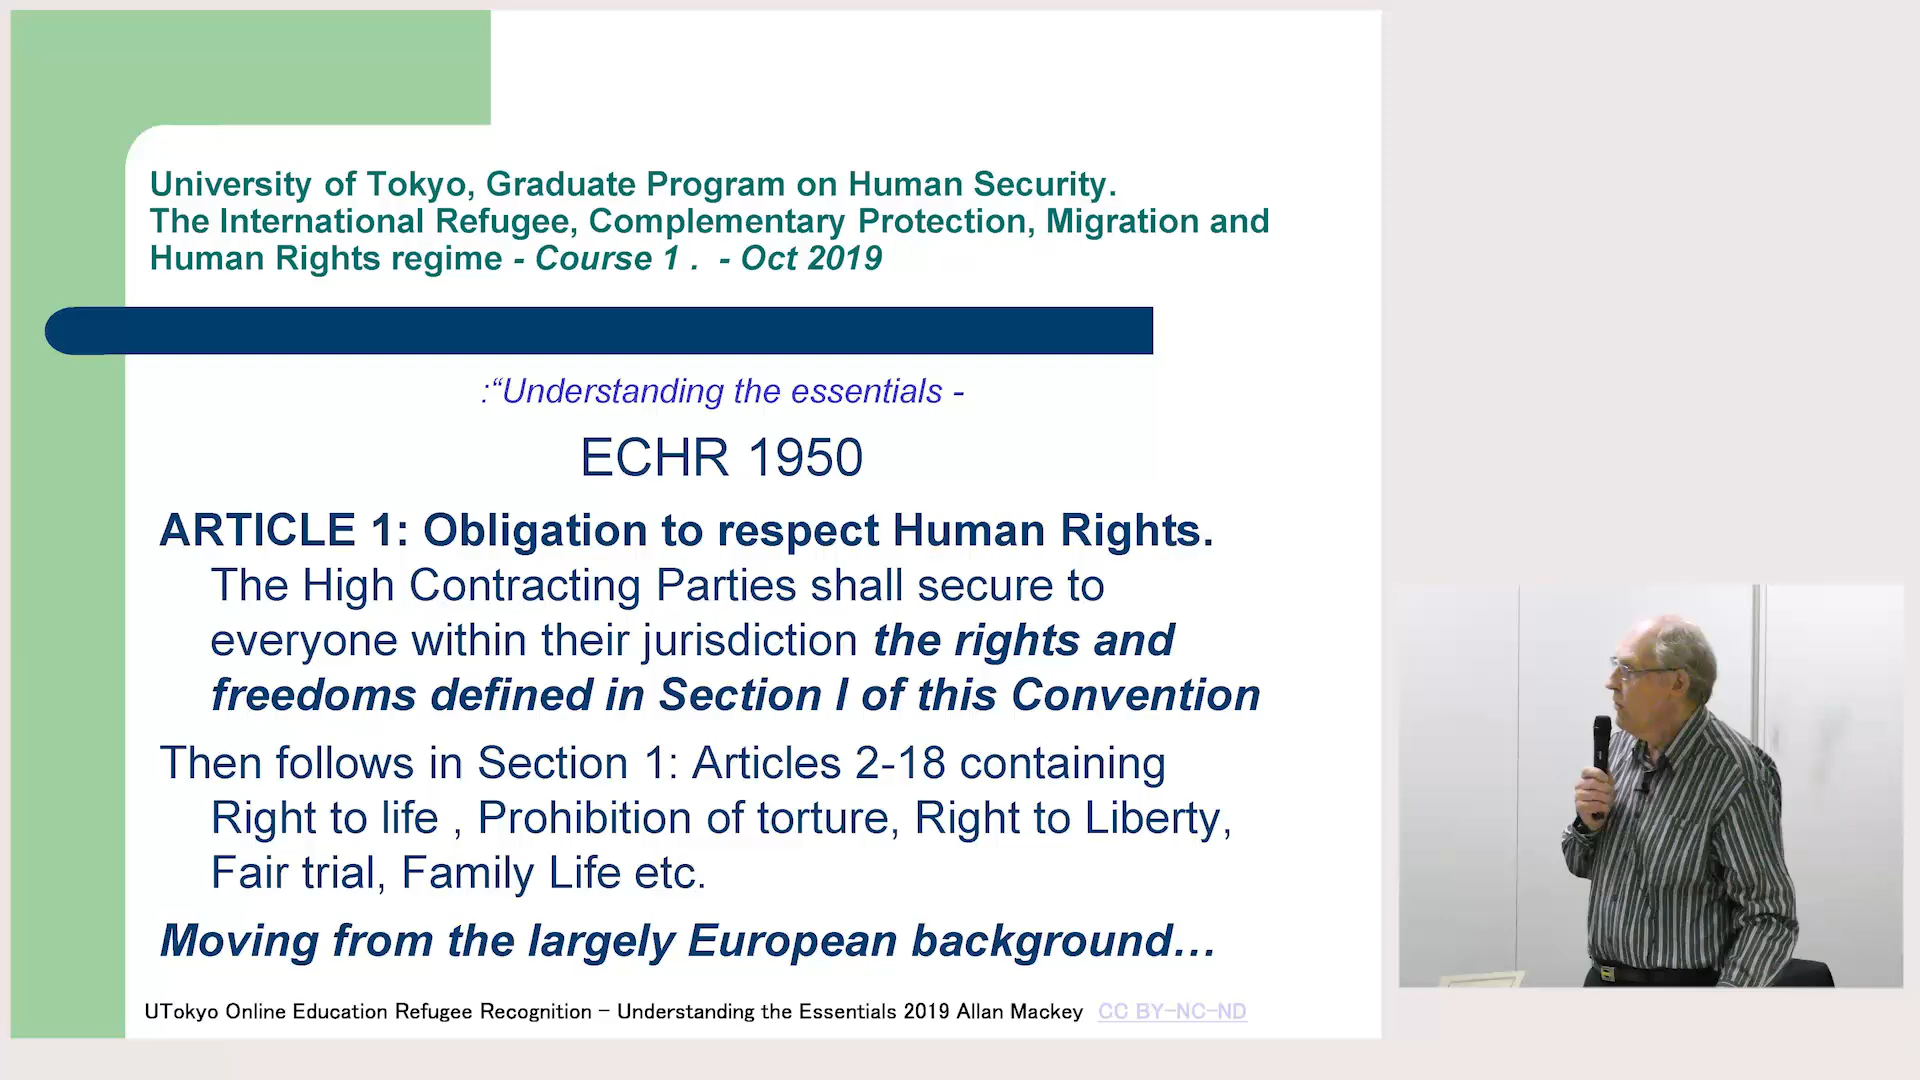 University of Tokyo, Graduate Program on Human Security.
The International Refugee, Complementary Protection, Migration and
Human Rights regime - Course 1 .  - Oct 2019
:“Understanding the essentials -
ECHR 1950
ARTICLE 1: Obligation to respect Human Rights.
The High Contracting Parties shall secure to
everyone within their jurisdiction the rights and
freedoms defined in Section I of this Convention
Then follows in Section 1: Articles 2-18 containing
Right to life , Prohibition of torture, Right to Liberty,
Fair trial, Family Life etc.
Moving from the largely European background…
UTokyo Online Education Refugee Recognition – Understanding the Essentials 2019 Allan Mackey CC BY-NC-ND